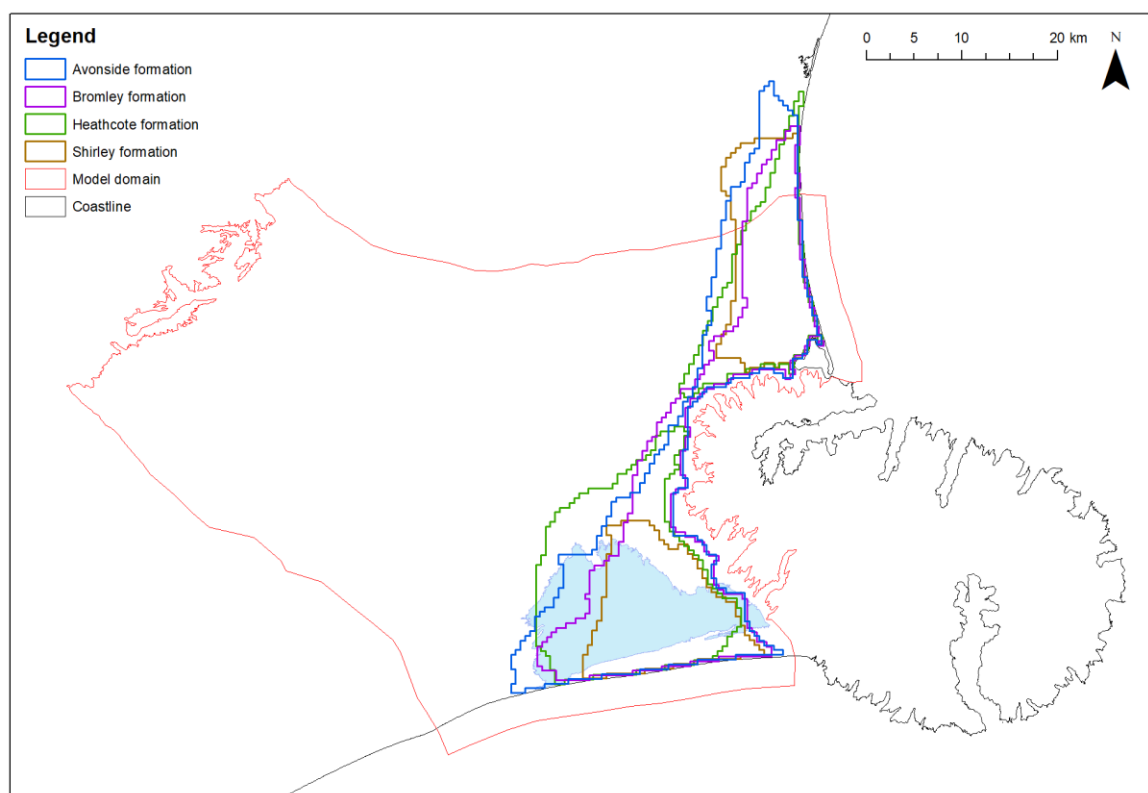 Legend
Avonside formation
Bromley formation
Heathcote formation
Shirley formation
Model domain
Coastline
0 5 10 20 km
N